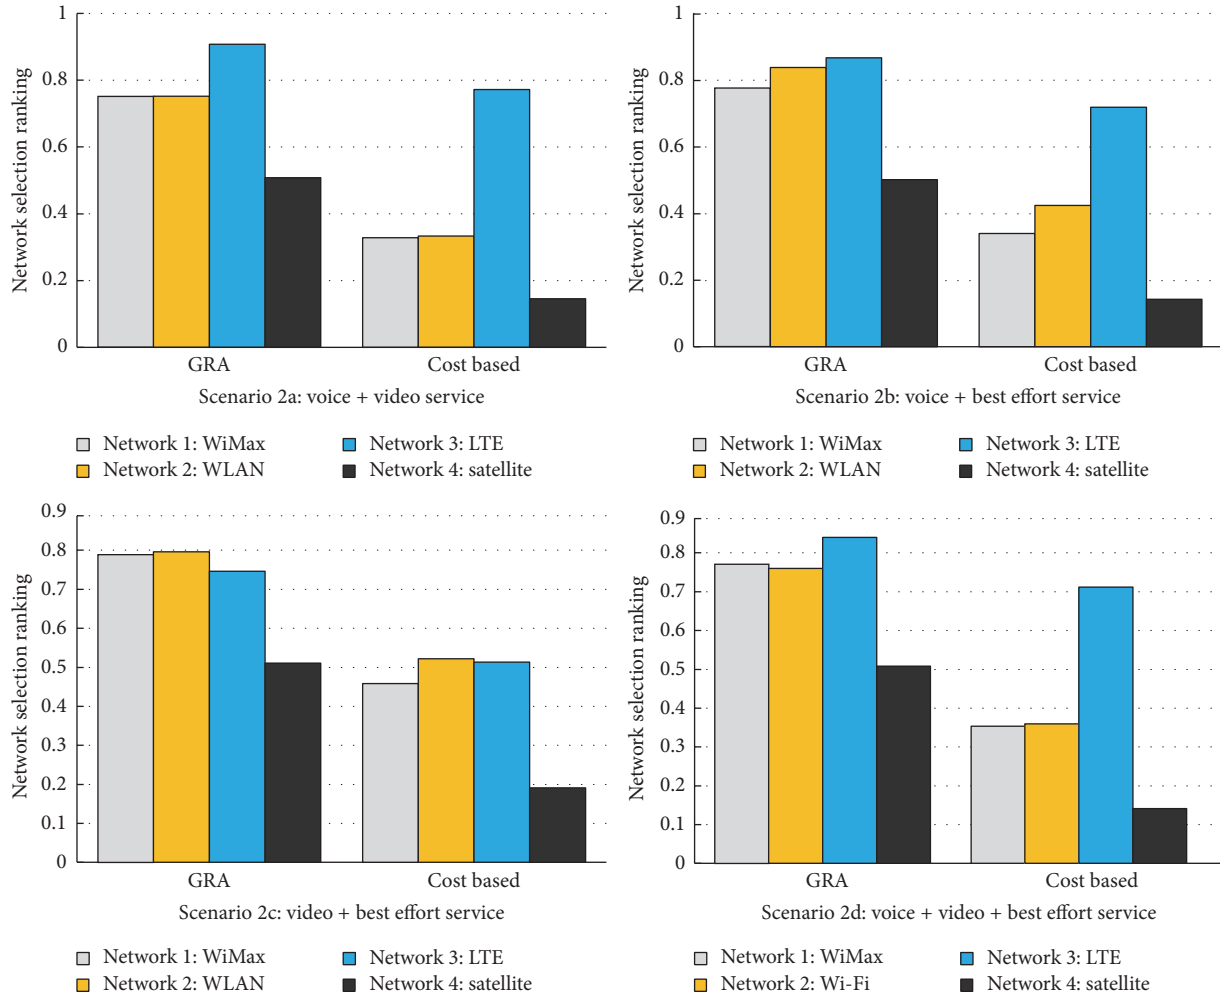 Network selection ranking
1
0.8
0.6
0.4
0.2
0
GRA
Cost based
Scenario 2a: voice + video service
Network 1: WiMax
Network 3: LTE
Network 2: WLAN
Network 4: satellite
Network selection ranking
1
0.8
0.6
0.4
0.2
0
GRA
Cost based
Scenario 2b: voice + best effort service
Network 1: WiMax
Network 3: LTE
Network 2: WLAN
Network 4: satellite
Network selection ranking
0.9
0.8
0.7
0.6
0.5
0.4
0.3
0.2
0.1
0
GRA
Cost based
Scenario 2c: video + best effort service
Network 1: WiMax
Network 3: LTE
Network 2: WLAN
Network 4: satellite
Network selection ranking
0.9
0.8
0.7
0.6
0.5
0.4
0.3
0.2
0.1
0
GRA
Cost based
Scenario 2d: voice + video + best effort service
Network 1: WiMax
Network 3: LTE
Network 2: Wi-Fi
Network 4: satellite